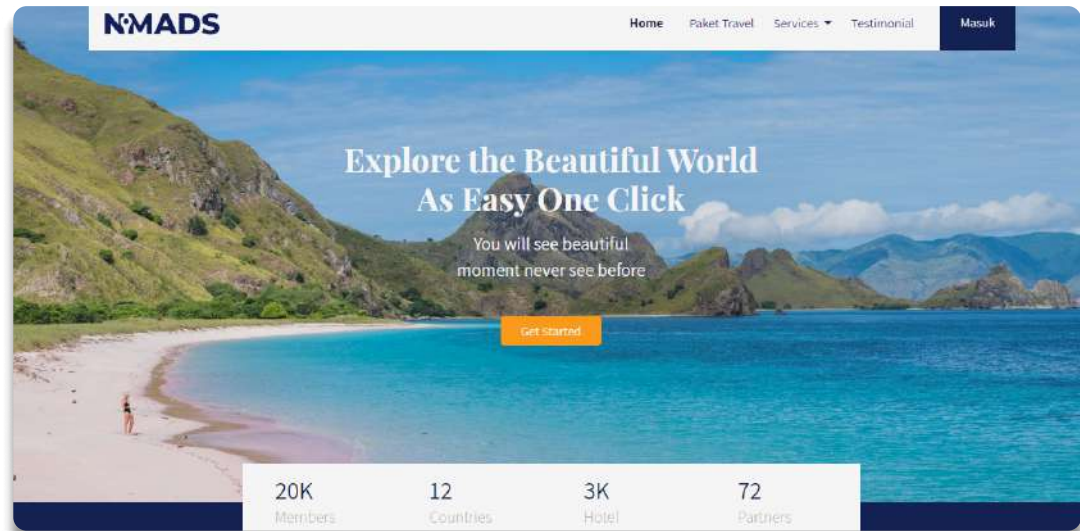 NOMADS
Home Paket Travel Services Testimonial Masuk
Explore the Beautiful World
As Easy One Click
You will see beautiful
moment never see before
Get Started
20K 12 3K 72
Members Countries Hotel Partners